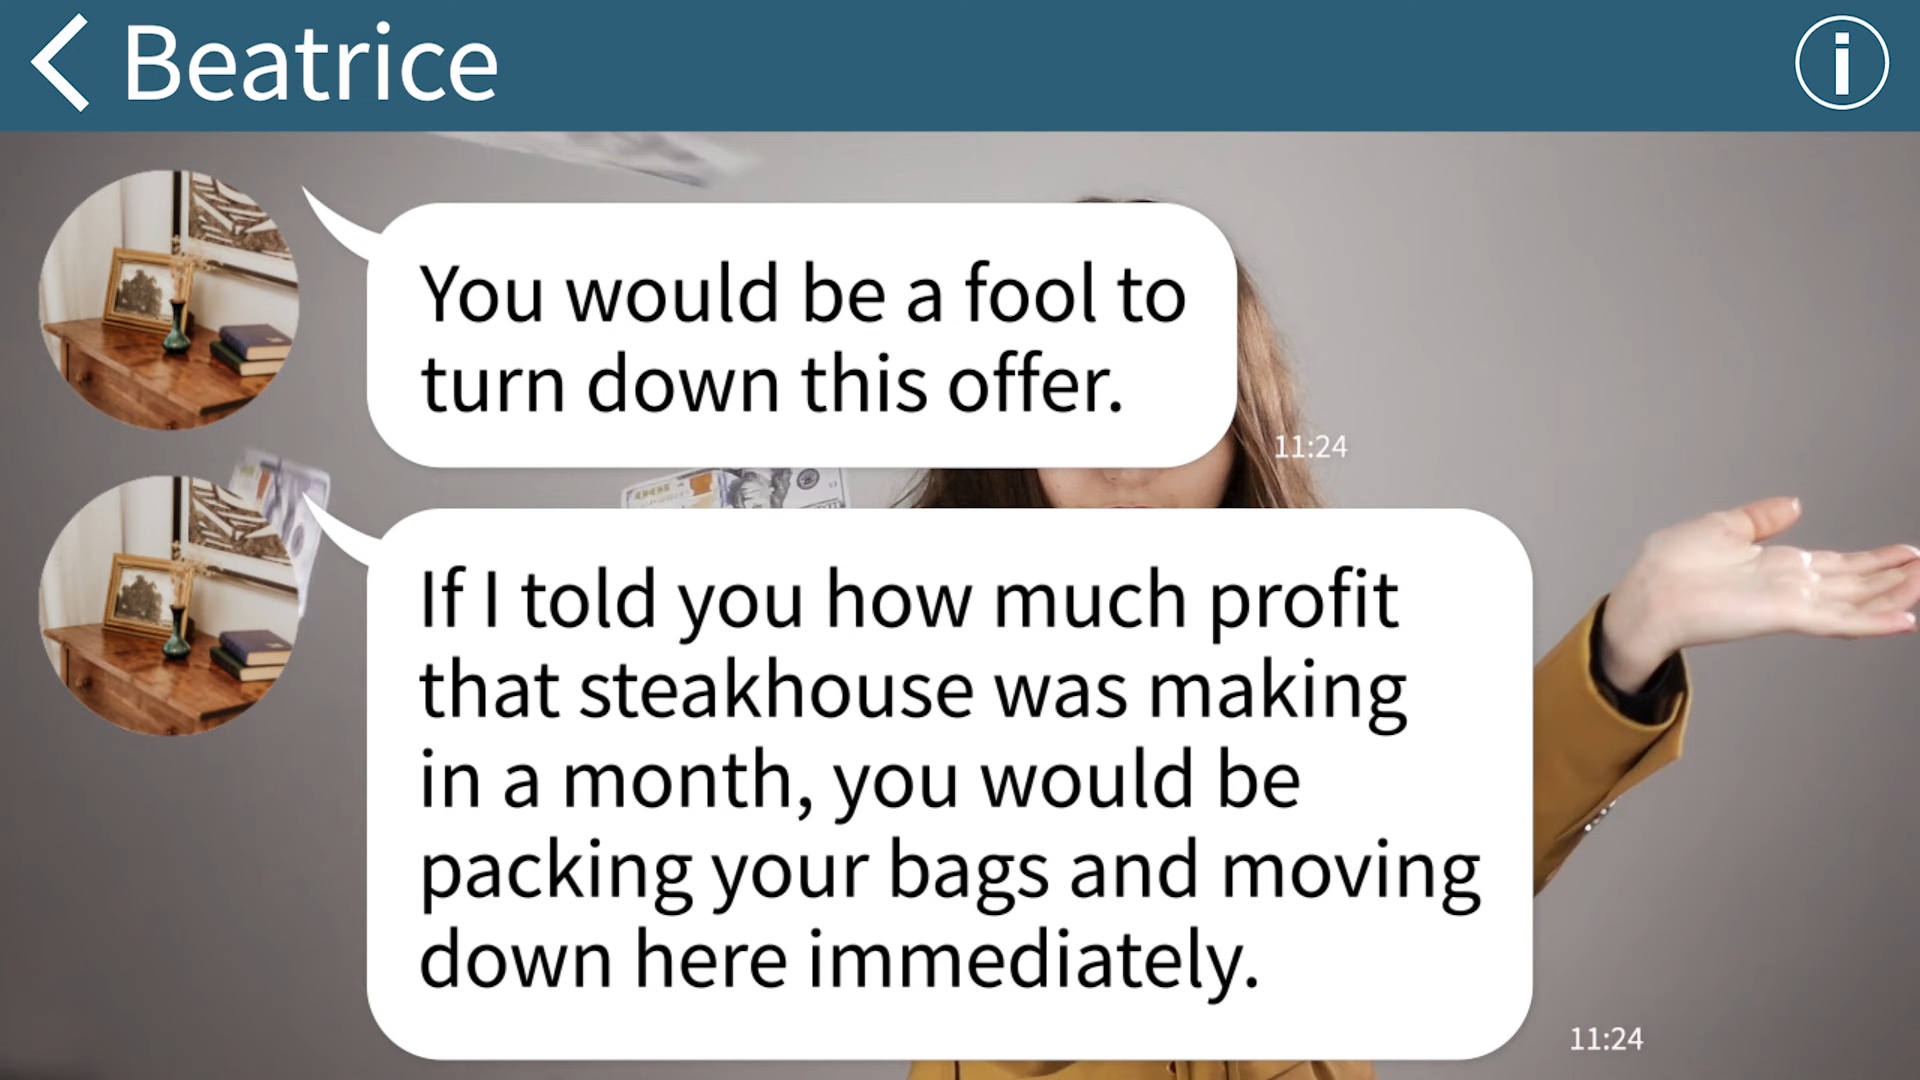 Beatrice
You would be a fool to
turn down this offer.
11:24
If I told you how much profit
that steakhouse was making
in a month, you would be
packing your bags and moving
down here immediately.
11:24